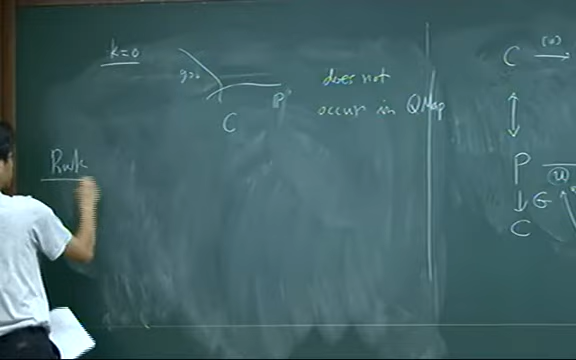 k=0
g=0
P¹
C
does not
occur in QMap
Rmk
C [u]
P
u
G
C